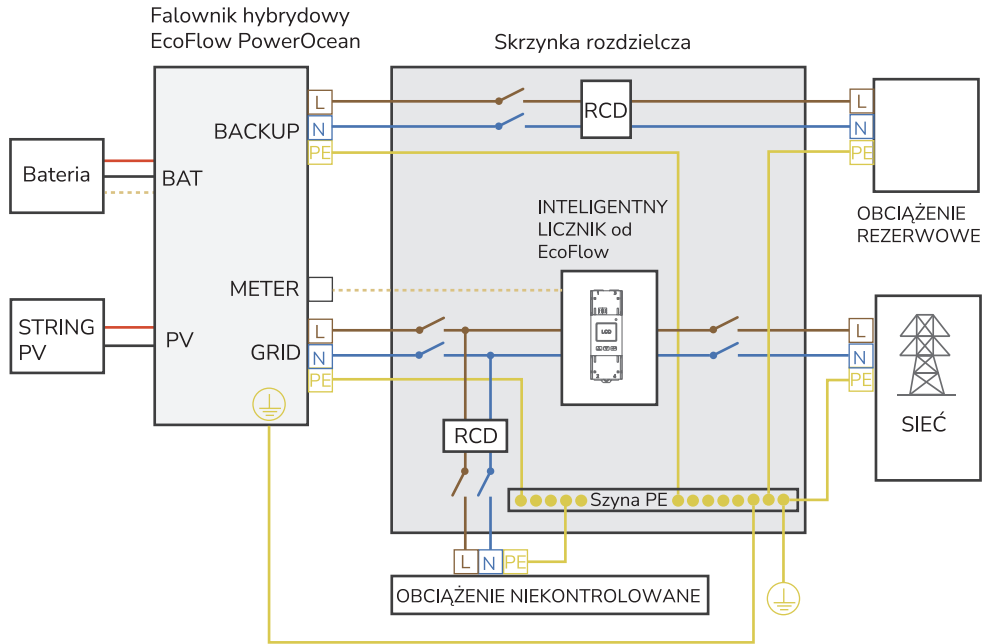 Falownik hybrydowy
EcoFlow PowerOcean
Skrzynka rozdzielcza
L
N
PE
BACKUP
RCD
L
N
PE
Bateria
BAT
INTELIGENTNY
LICZNIK od
EcoFlow
OBCIĄŻENIE
REZERWOWE
METER
STRING
PV
PV
L
N
PE
GRID
LCD
L
N
PE
SIEĆ
RCD
Szyna PE
L
N
PE
OBCIĄŻENIE NIEKONTROLOWANE